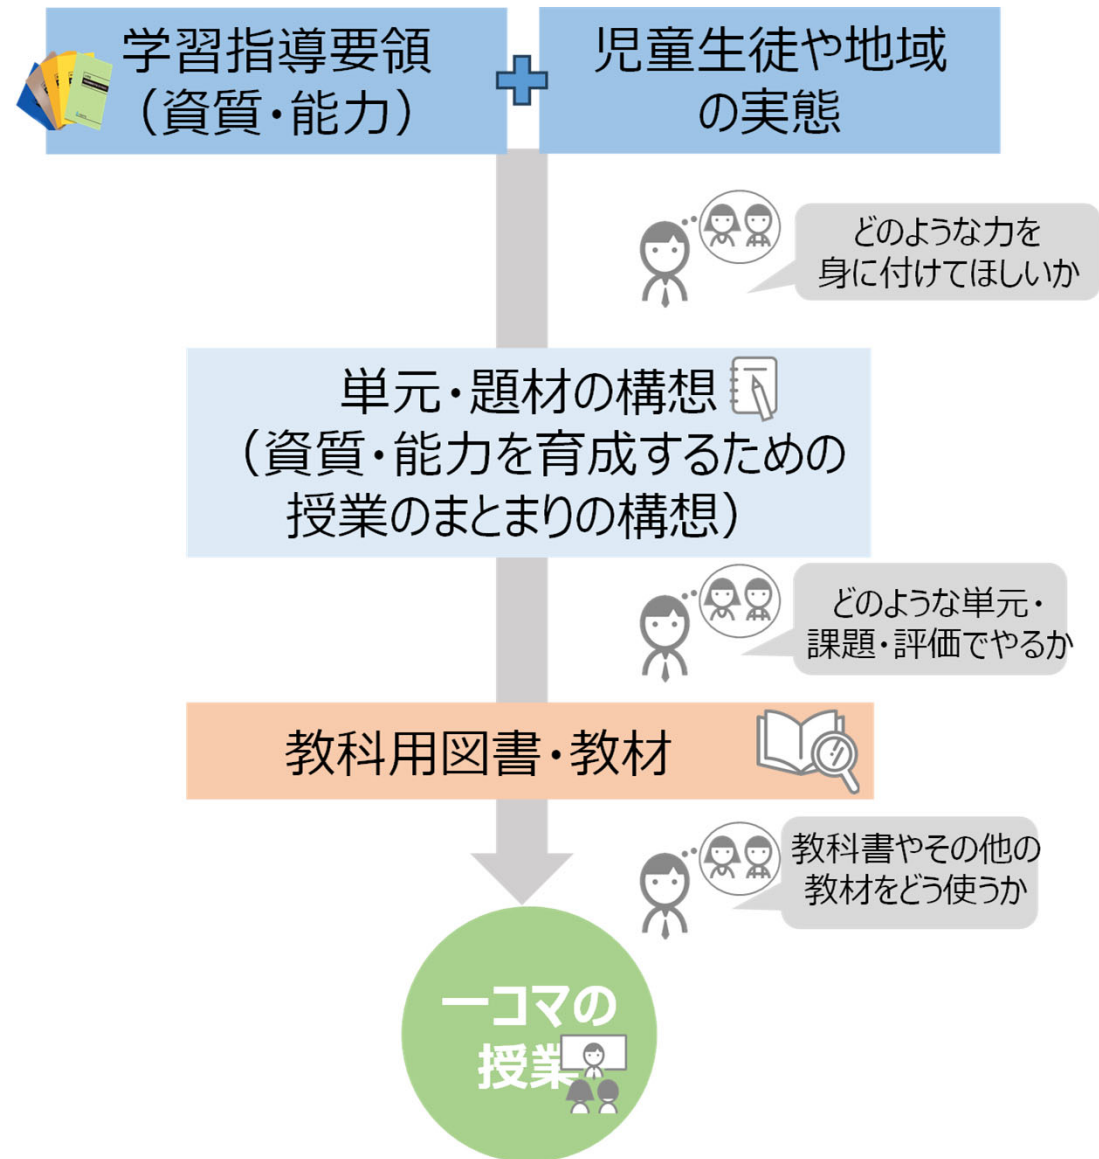 学習指導要領
（資質・能力）
児童生徒や地域
の実態
どのような力を
身に付けてほしいか
単元・題材の構想
（資質・能力を育成するための
授業のまとまりの構想）
どのような単元・
課題・評価でやるか
教科用図書・教材
教科書やその他の
教材をどう使うか
一コマの
授業